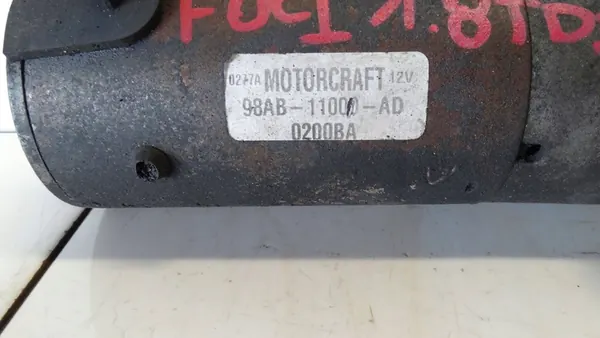 FOCI 1.8TD
0277A MOTORCRAFT 12V
98AB-11000-AD
0200BA